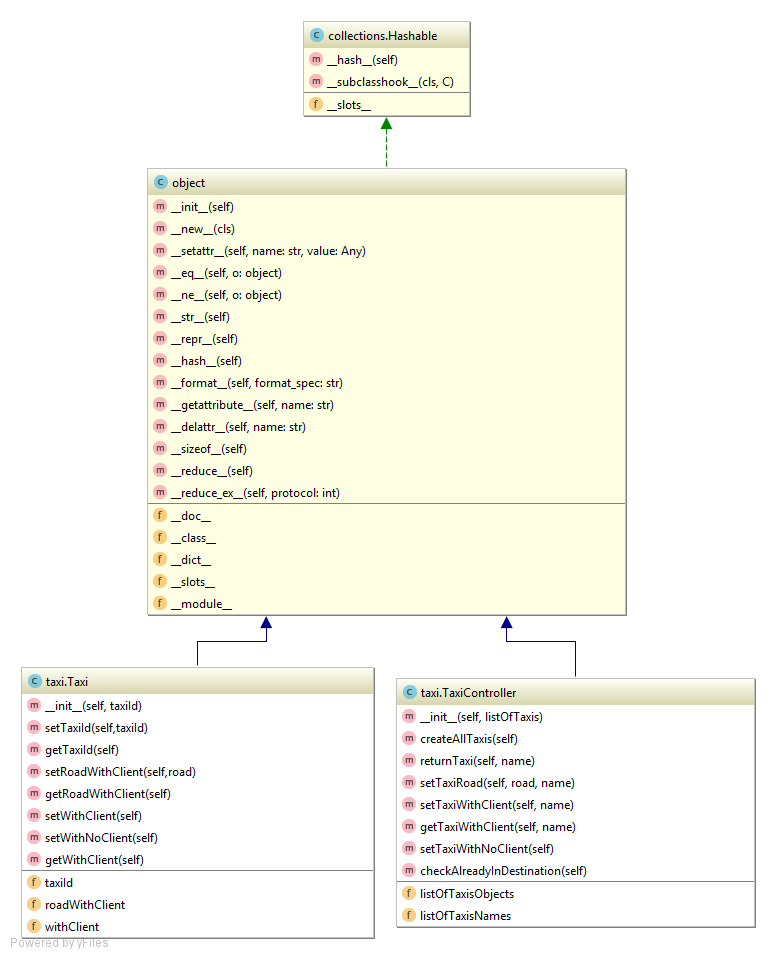 C collections.Hashable
m __hash__(self)
m __subclasshook__(cls, C)
f __slots__
C object
m __init__(self)
m __new__(cls)
m __setattr__(self, name: str, value: Any)
m __eq__(self, o: object)
m __ne__(self, o: object)
m __str__(self)
m __repr__(self)
m __hash__(self)
m __format__(self, format_spec: str)
m __getattribute__(self, name: str)
m __delattr__(self, name: str)
m __sizeof__(self)
m __reduce__(self)
m __reduce_ex__(self, protocol: int)
f __doc__
f __class__
f __dict__
f __slots__
f __module__
C taxi.Taxi
m __init__(self, taxiId)
m setTaxiId(self,taxiId)
m getTaxiId(self)
m setRoadWithClient(self,road)
m getRoadWithClient(self)
m setWithClient(self)
m setWithNoClient(self)
m getWithClient(self)
f taxiId
f roadWithClient
f withClient
C taxi.TaxiController
m __init__(self, listOfTaxis)
m createAllTaxis(self)
m returnTaxi(self, name)
m setTaxiRoad(self, road, name)
m setTaxiWithClient(self, name)
m getTaxiWithClient(self, name)
m setTaxiWithNoClient(self)
m checkAlreadyInDestination(self)
f listOfTaxisObjects
f listOfTaxisNames
Powered by yFiles